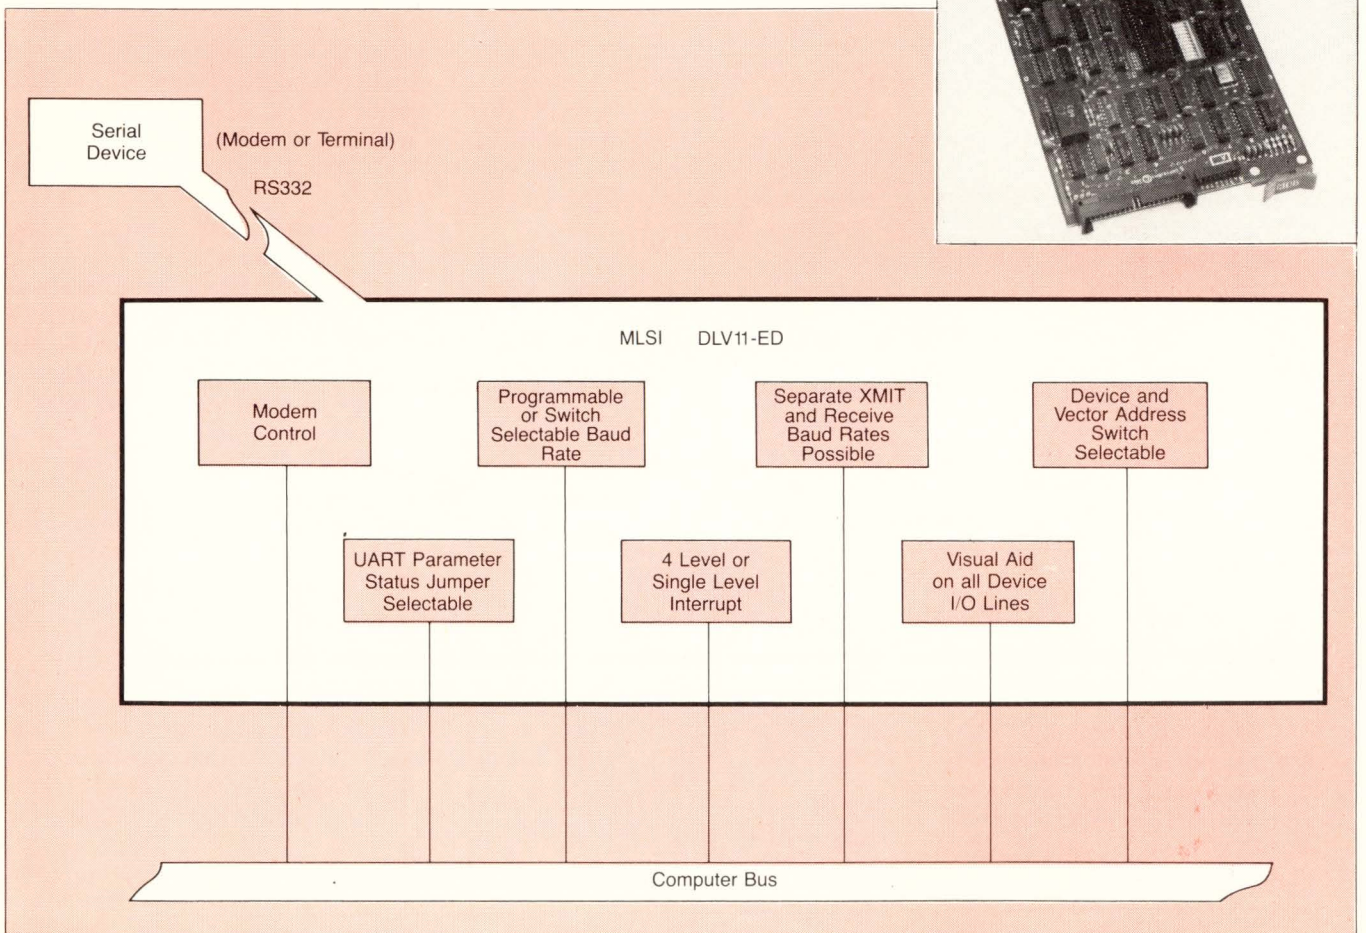 Serial
Device
(Modem or Terminal)
RS332
MLSI DLV11-ED
Modem
Control
Programmable
or Switch
Selectable Baud
Rate
Separate XMIT
and Receive
Baud Rates
Possible
Device and
Vector Address
Switch
Selectable
UART Parameter
Status Jumper
Selectable
4 Level or
Single Level
Interrupt
Visual Aid
on all Device
I/O Lines
Computer Bus